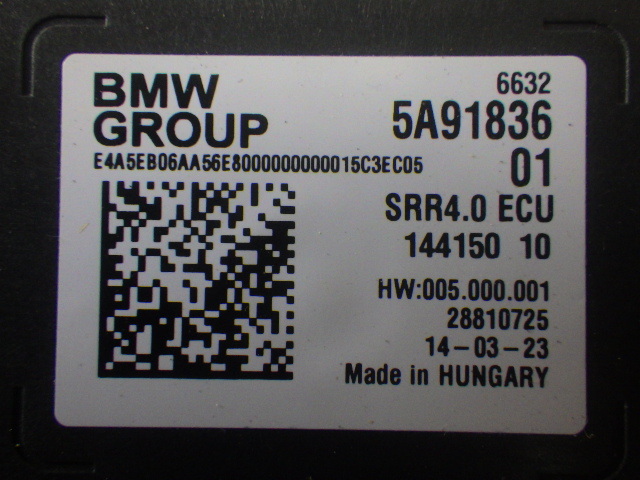 BMW
GROUP
6632
5A91836
01
E4A5EB06AA56E8000000000015C3EC05
SRR4.0 ECU
144150 10
HW:005.000.001
28810725
14-03-23
Made in HUNGARY